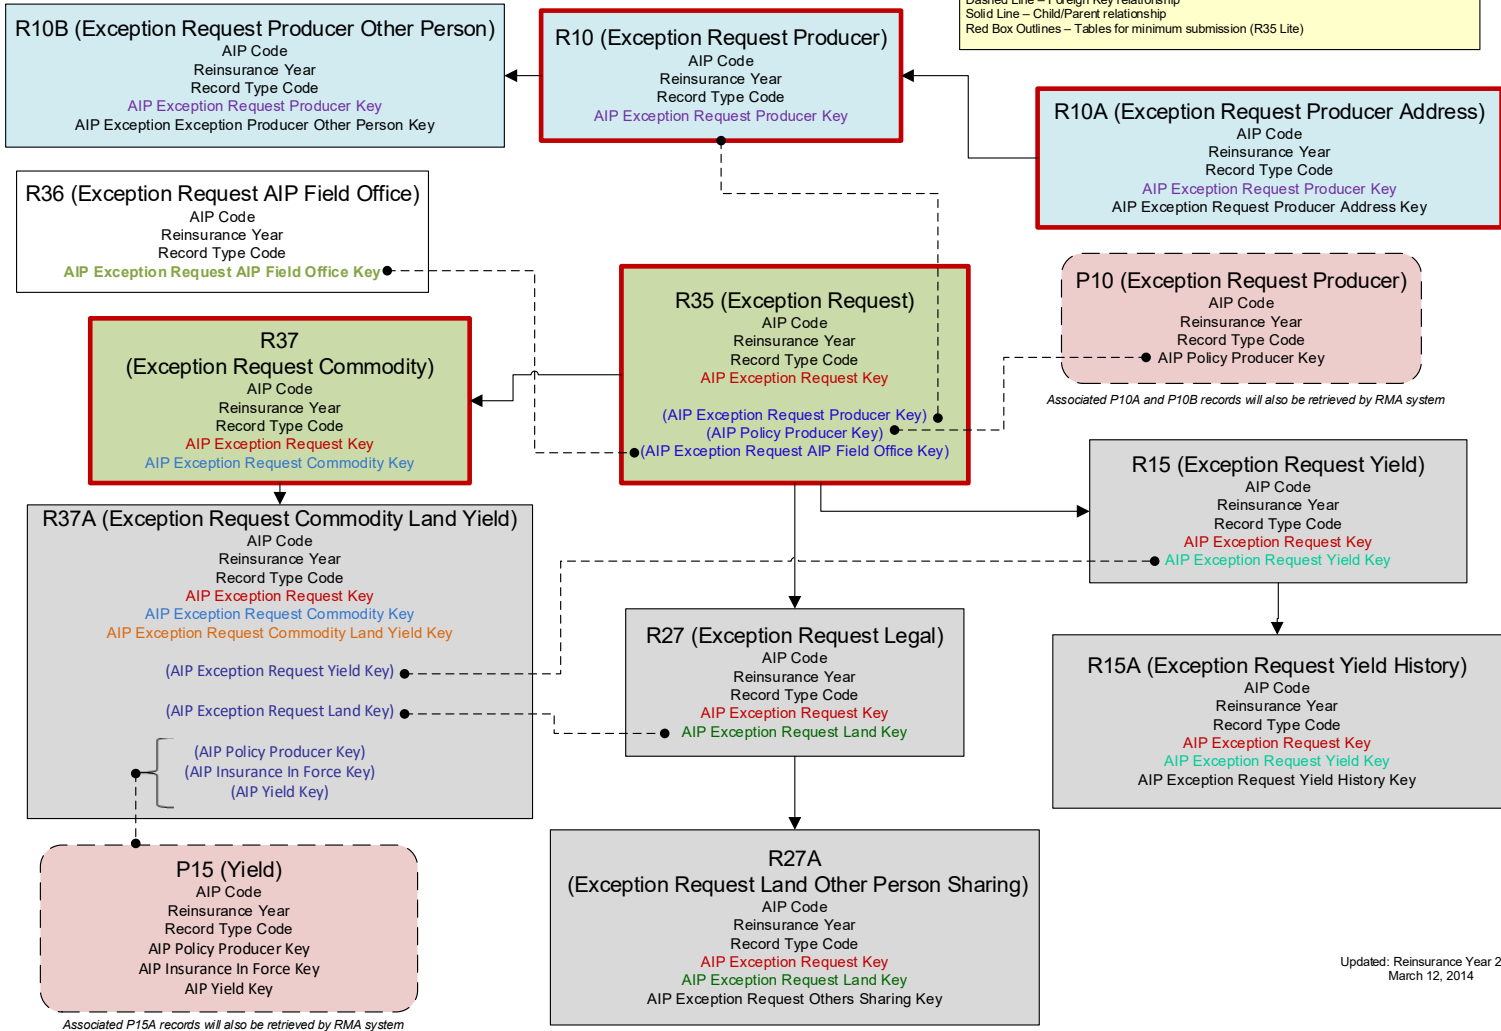 Dashed Line – Foreign Key relationship
Solid Line – Child/Parent relationship
Red Box Outlines – Tables for minimum submission (R35 Lite)
R10B (Exception Request Producer Other Person)
AIP Code
Reinsurance Year
Record Type Code
AIP Exception Request Producer Key
AIP Exception Exception Producer Other Person Key
R10 (Exception Request Producer)
AIP Code
Reinsurance Year
Record Type Code
AIP Exception Request Producer Key
R10A (Exception Request Producer Address)
AIP Code
Reinsurance Year
Record Type Code
AIP Exception Request Producer Key
AIP Exception Request Producer Address Key
R36 (Exception Request AIP Field Office)
AIP Code
Reinsurance Year
Record Type Code
AIP Exception Request AIP Field Office Key
R35 (Exception Request)
AIP Code
Reinsurance Year
Record Type Code
AIP Exception Request Key
(AIP Exception Request Producer Key)
(AIP Policy Producer Key)
(AIP Exception Request AIP Field Office Key)
P10 (Exception Request Producer)
AIP Code
Reinsurance Year
Record Type Code
AIP Policy Producer Key
Associated P10A and P10B records will also be retrieved by RMA system
R37
(Exception Request Commodity)
AIP Code
Reinsurance Year
Record Type Code
AIP Exception Request Key
AIP Exception Request Commodity Key
R15 (Exception Request Yield)
AIP Code
Reinsurance Year
Record Type Code
AIP Exception Request Key
AIP Exception Request Yield Key
R37A (Exception Request Commodity Land Yield)
AIP Code
Reinsurance Year
Record Type Code
AIP Exception Request Key
AIP Exception Request Commodity Key
AIP Exception Request Commodity Land Yield Key
(AIP Exception Request Yield Key)
(AIP Exception Request Land Key)
(AIP Policy Producer Key)
(AIP Insurance In Force Key)
(AIP Yield Key)
R27 (Exception Request Legal)
AIP Code
Reinsurance Year
Record Type Code
AIP Exception Request Key
AIP Exception Request Land Key
R15A (Exception Request Yield History)
AIP Code
Reinsurance Year
Record Type Code
AIP Exception Request Key
AIP Exception Request Yield Key
AIP Exception Request Yield History Key
P15 (Yield)
AIP Code
Reinsurance Year
Record Type Code
AIP Policy Producer Key
AIP Insurance In Force Key
AIP Yield Key
Associated P15A records will also be retrieved by RMA system
R27A
(Exception Request Land Other Person Sharing)
AIP Code
Reinsurance Year
Record Type Code
AIP Exception Request Key
AIP Exception Request Land Key
AIP Exception Request Others Sharing Key
Updated: Reinsurance Year 2
March 12, 2014